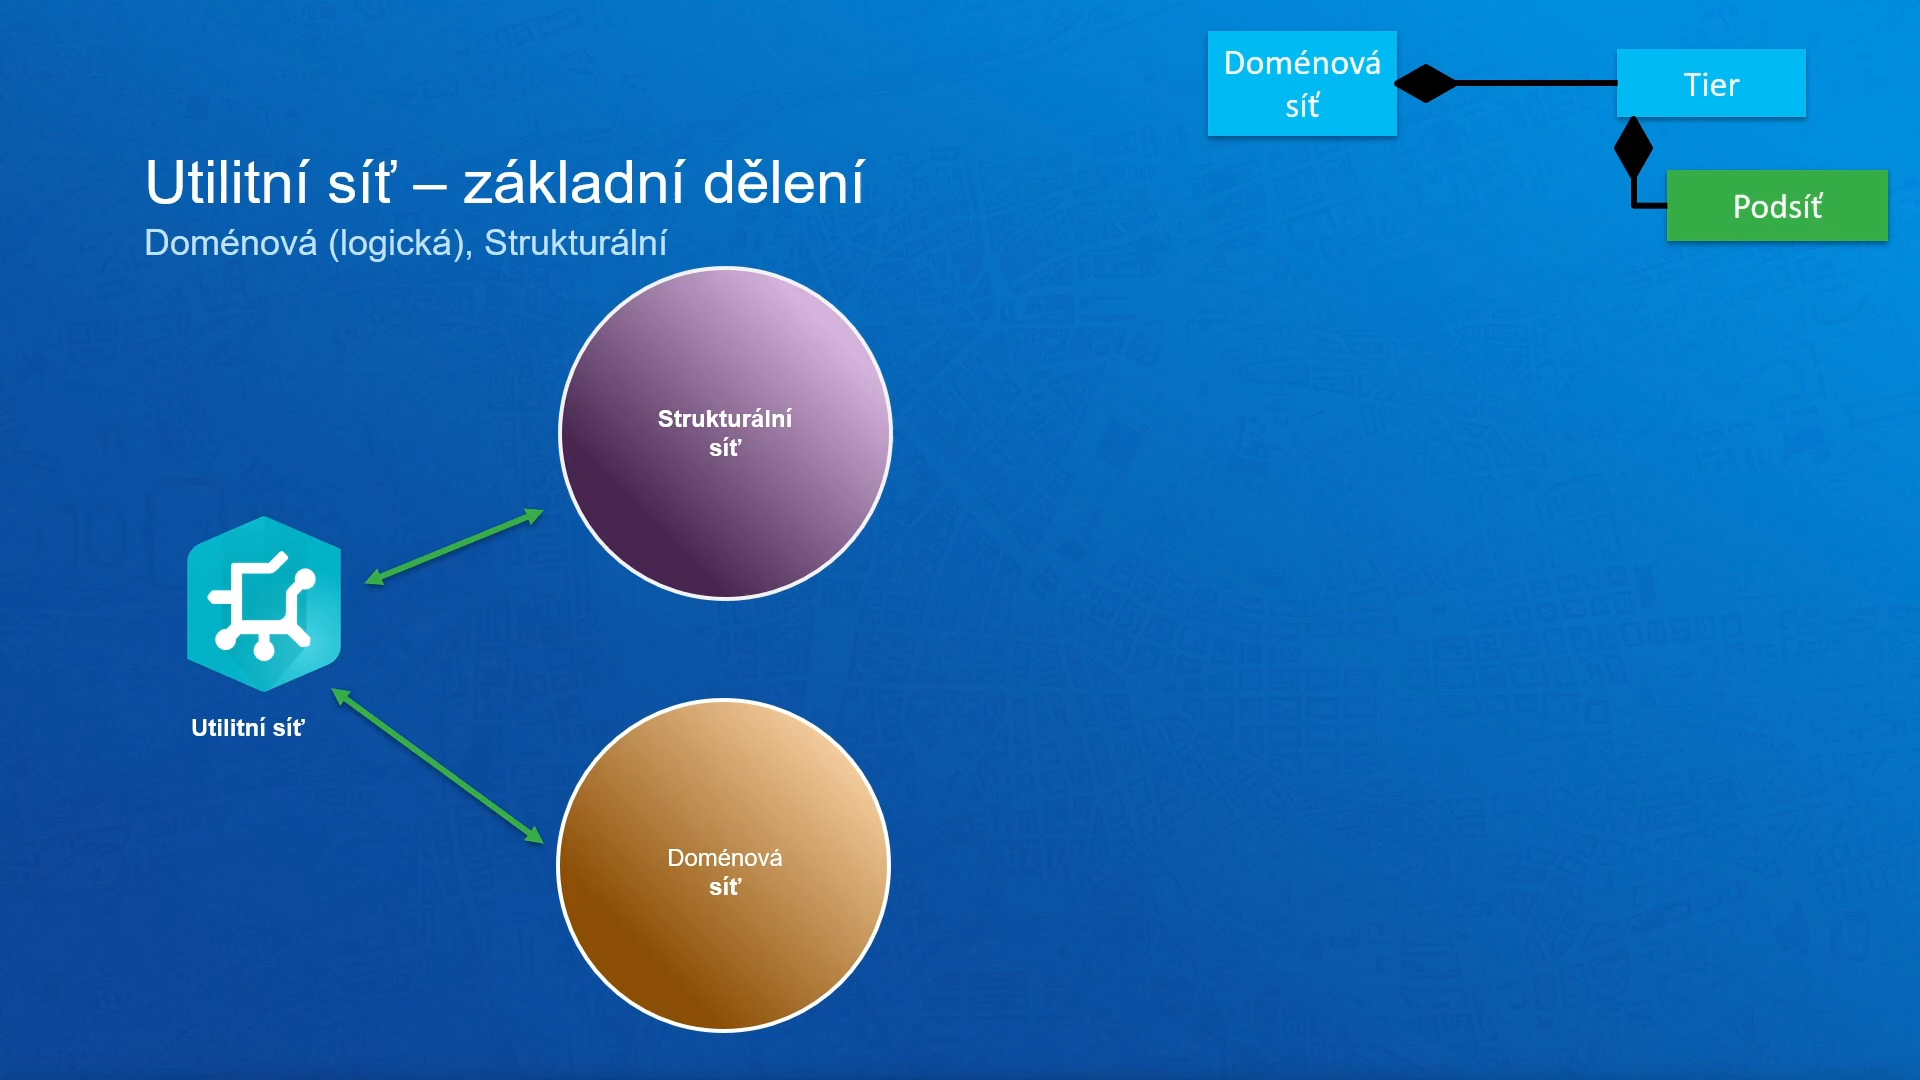 Doménová
síť
Tier
Podsíť
Utilitní síť – základní dělení
Doménová (logická), Strukturální
Strukturální
síť
Utilitní síť
Doménová
síť